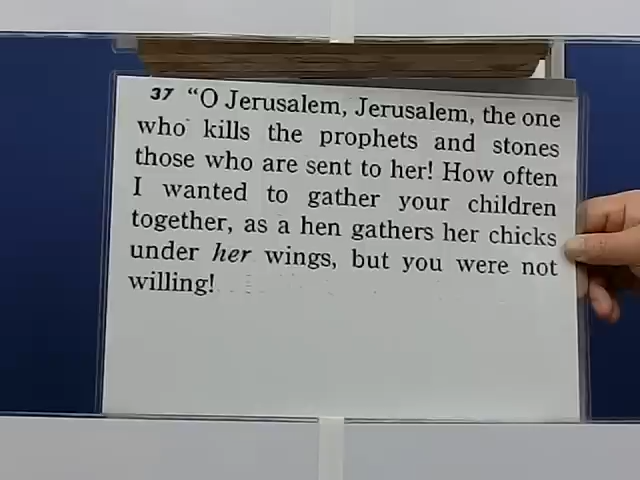 37 “O Jerusalem, Jerusalem, the one
who kills the prophets and stones
those who are sent to her! How often
I wanted to gather your children
together, as a hen gathers her chicks
under her wings, but you were not
willing!